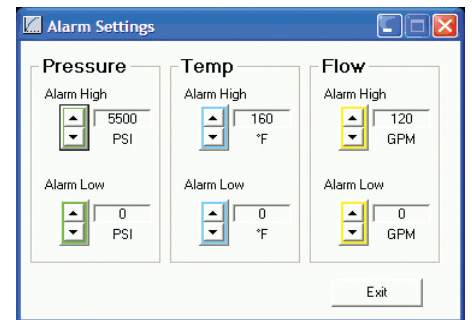 Alarm Settings
Pressure
Alarm High
5500
PSI
Alarm Low
0
PSI
Temp
Alarm High
160
°F
Alarm Low
0
°F
Flow
Alarm High
120
GPM
Alarm Low
0
GPM
Exit